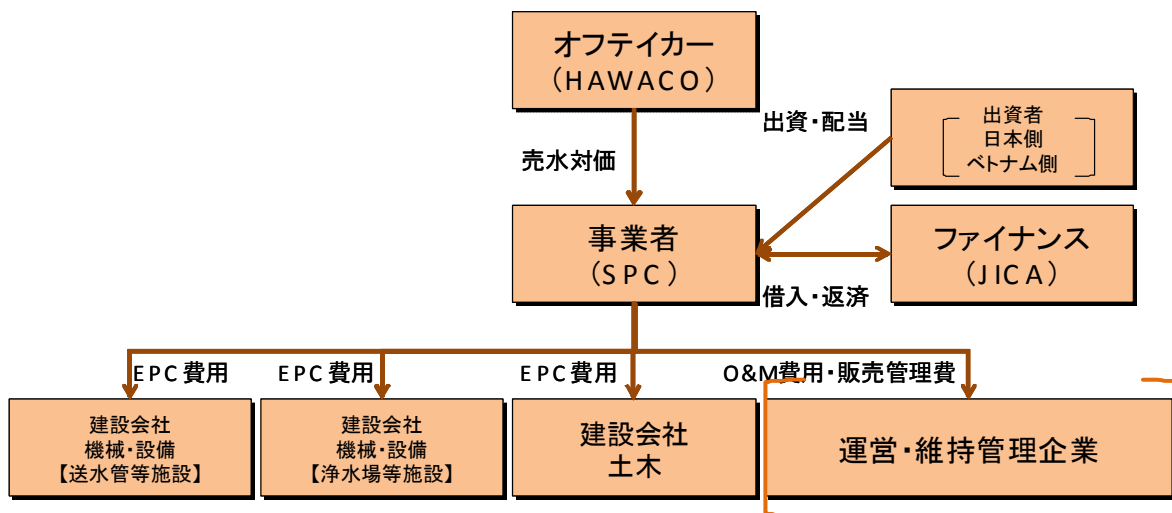 オフテイカー
（HAWACO）
出資・配当
出資者
日本側
ベトナム側
売水対価
事業者
（SPC）
ファイナンス
（JICA）
借入・返済
EPC費用
EPC費用
EPC費用
O&M費用・販売管理費
建設会社
機械・設備
【送水管等施設】
建設会社
機械・設備
【浄水場等施設】
建設会社
土木
運営・維持管理企業